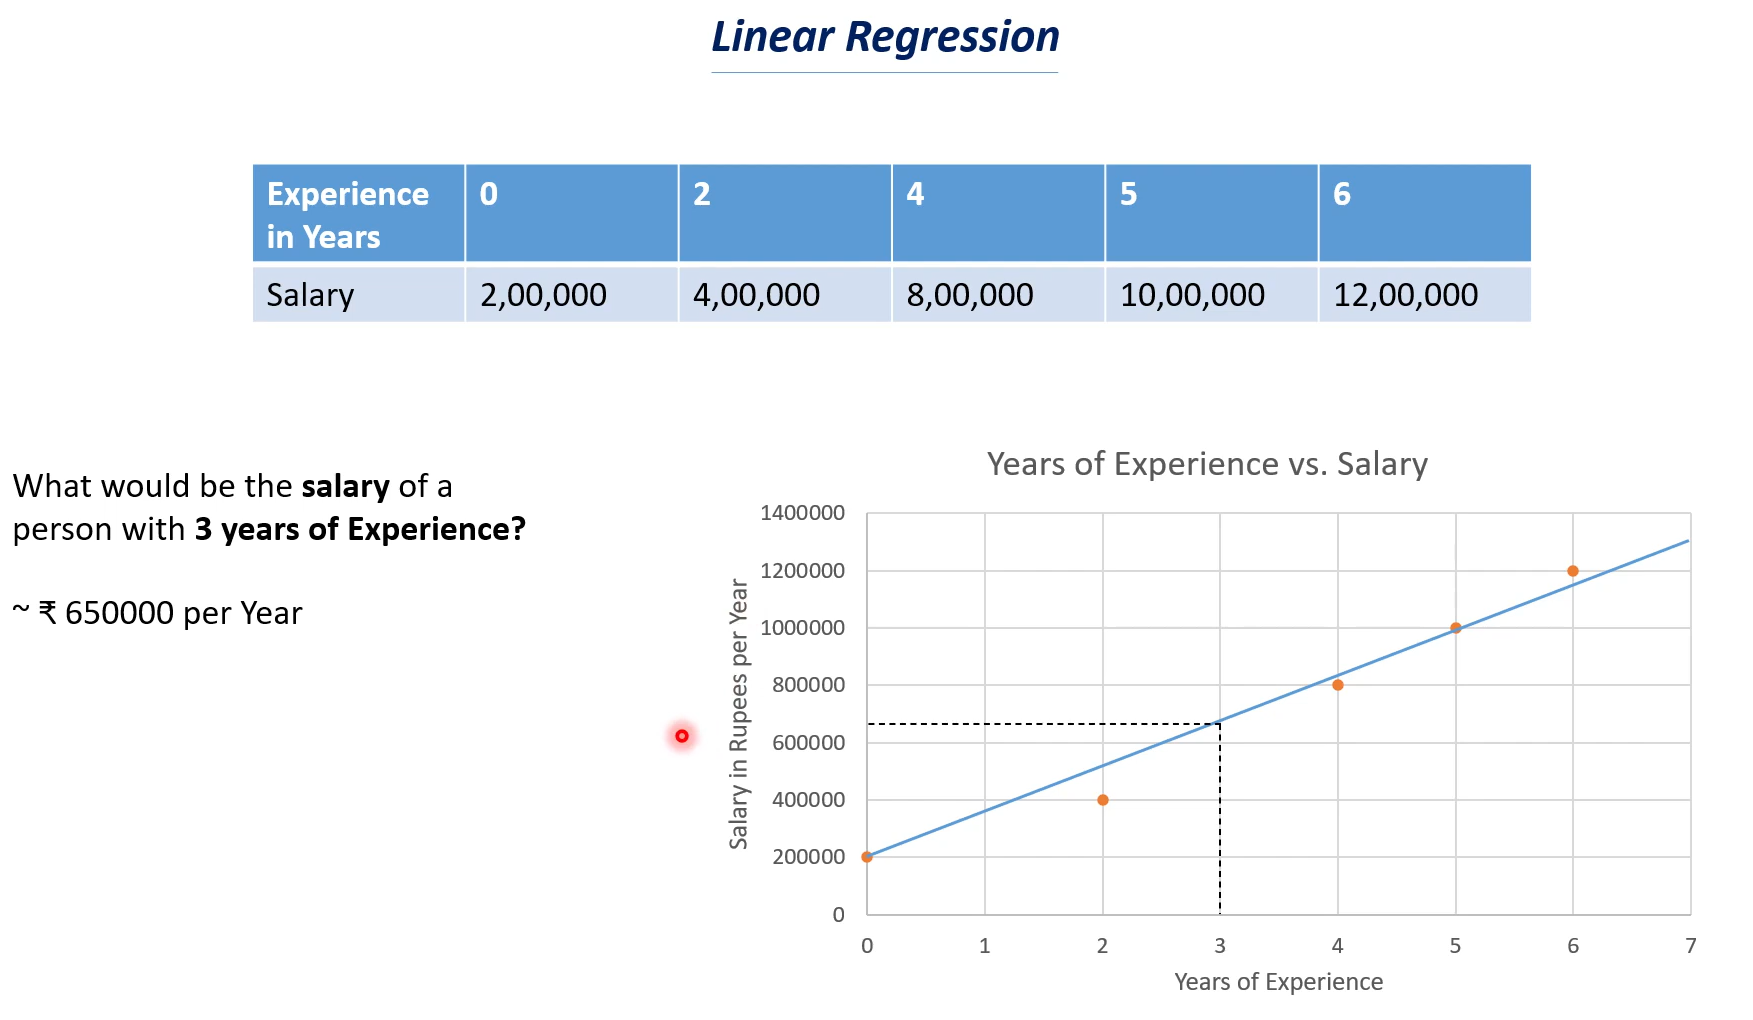 Linear Regression
Experience in Years 0 2 4 5 6
Salary 2,00,000 4,00,000 8,00,000 10,00,000 12,00,000
What would be the salary of a
person with 3 years of Experience?
~ ₹ 650000 per Year
Years of Experience vs. Salary
Salary in Rupees per Year
1400000
1200000
1000000
800000
600000
400000
200000
0
0 1 2 3 4 5 6 7
Years of Experience